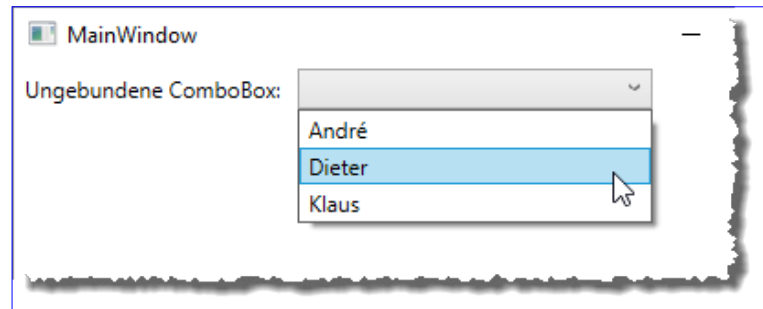 MainWindow
Ungebundene ComboBox:
André
Dieter
Klaus